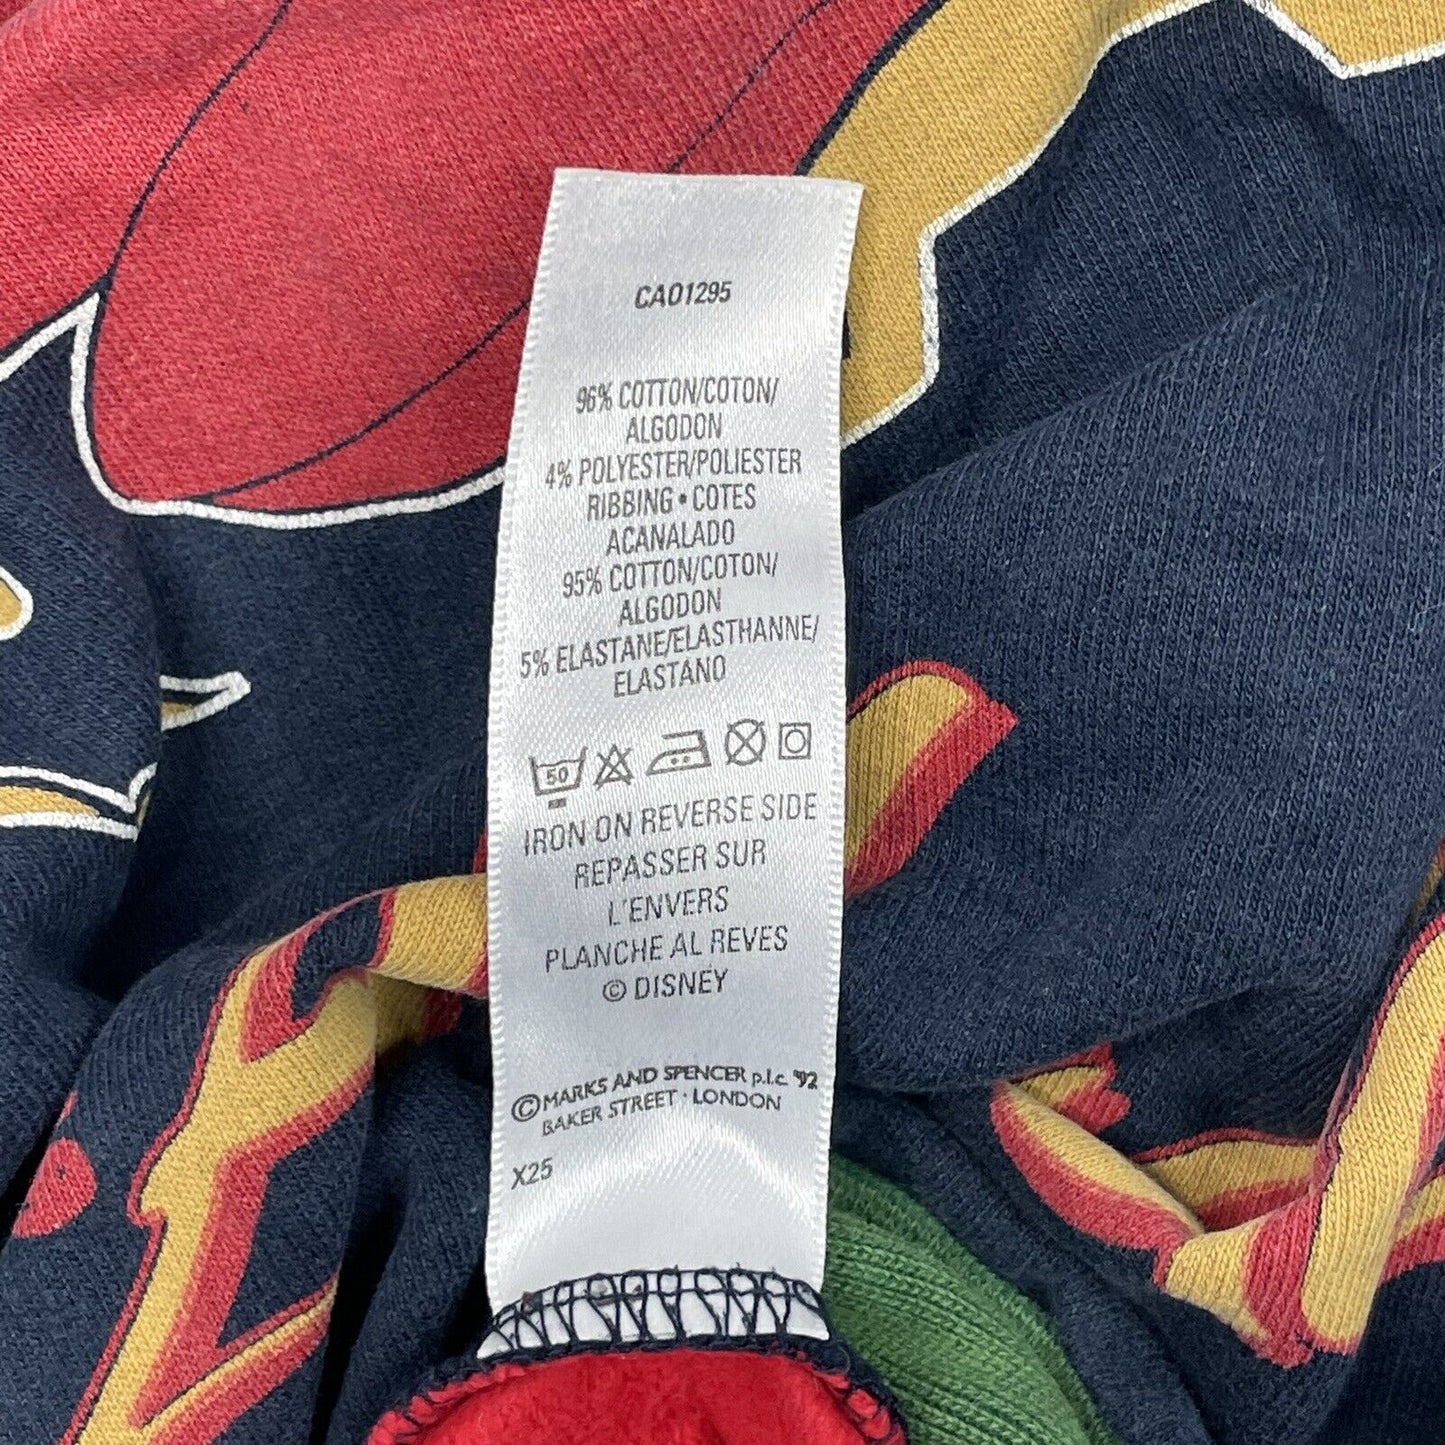 CA01295
96% COTTON/COTON/
ALGODON
4% POLYESTER/POLIESTER
RIBBING • COTES
ACANALADO
95% COTTON/COTON/
ALGODON
5% ELASTANE/ELASTHANNE/
ELASTANO
50
IRON ON REVERSE SIDE
REPASSER SUR
L'ENVERS
PLANCHE AL REVES
© DISNEY
© MARKS AND SPENCER p.l.c. '92
BAKER STREET · LONDON
X25